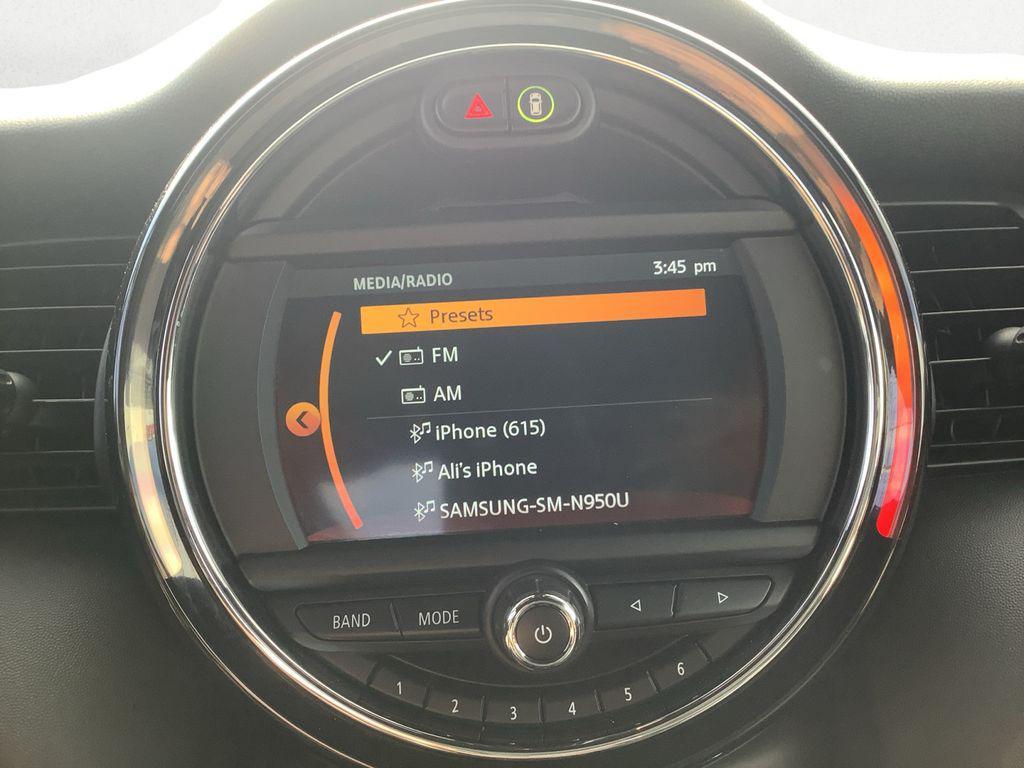 MEDIA/RADIO
3:45 pm
Presets
FM
AM
iPhone (615)
Ali's iPhone
SAMSUNG-SM-N950U
BAND
MODE
1
2
3
4
5
6